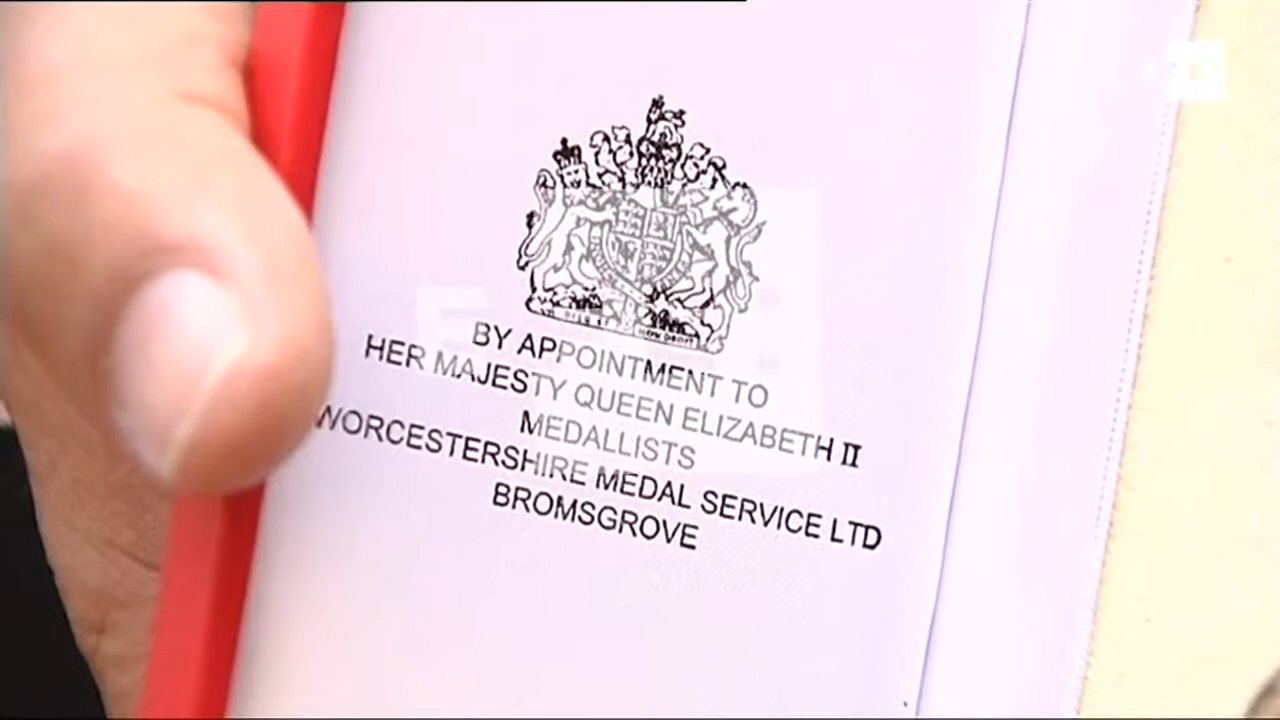 BY APPOINTMENT TO
HER MAJESTY QUEEN ELIZABETH II
MEDALLISTS
WORCESTERSHIRE MEDAL SERVICE LTD
BROMSGROVE